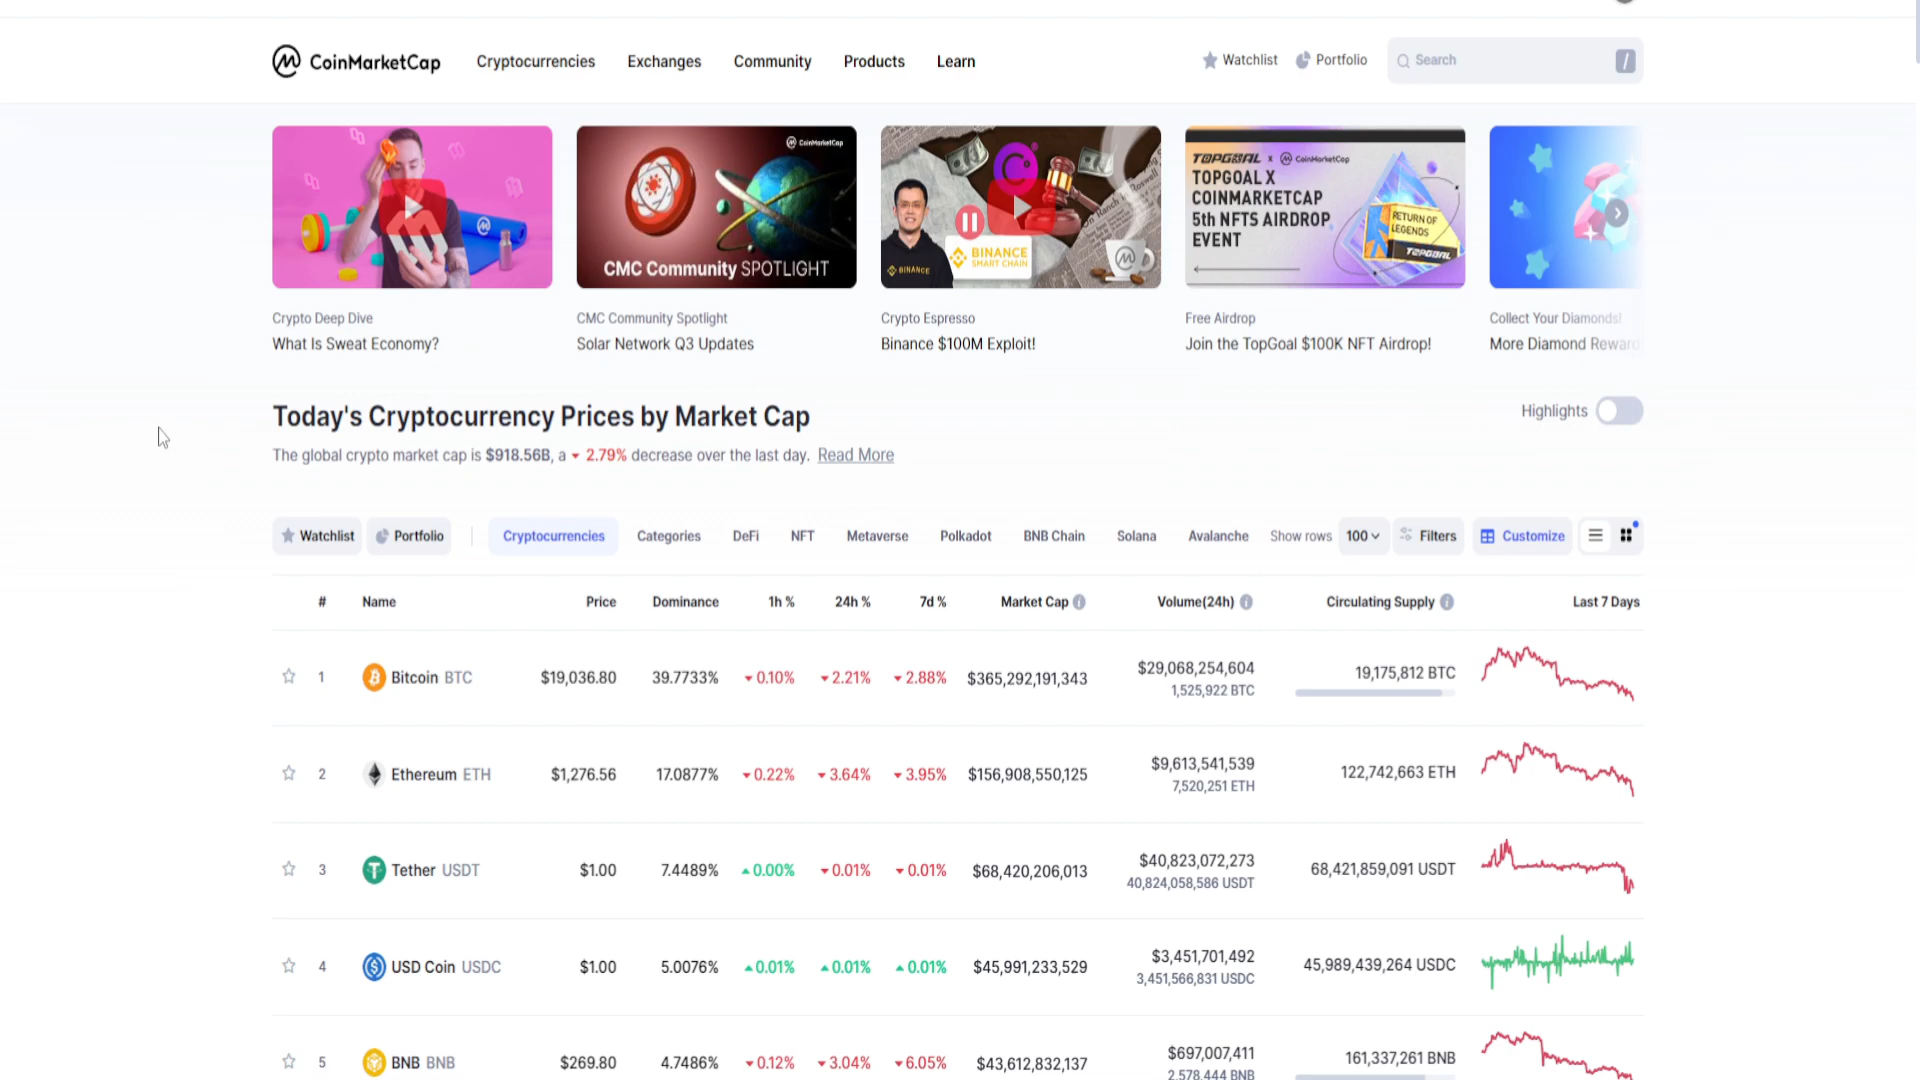 CoinMarketCap
Cryptocurrencies Exchanges Community Products Learn
Watchlist Portfolio Search /
CoinMarketCap
CMC Community SPOTLIGHT
BINANCE
BINANCE
SMART CHAIN
TOPGOAL X CoinMarketCap
TOPGOAL X
COINMARKETCAP
5th NFTS AIRDROP
EVENT
RETURN OF
LEGENDS
TOPGOAL
Crypto Deep Dive
What Is Sweat Economy?
CMC Community Spotlight
Solar Network Q3 Updates
Crypto Espresso
Binance $100M Exploit!
Free Airdrop
Join the TopGoal $100K NFT Airdrop!
Collect Your Diamonds!
More Diamond Reward
Today's Cryptocurrency Prices by Market Cap
Highlights
The global crypto market cap is $918.56B, a 2.79% decrease over the last day. Read More
Watchlist Portfolio Cryptocurrencies Categories DeFi NFT Metaverse Polkadot BNB Chain Solana Avalanche Show rows 100 Filters Customize
# Name Price Dominance 1h % 24h % 7d % Market Cap Volume(24h) Circulating Supply Last 7 Days
1 Bitcoin BTC $19,036.80 39.7733% 0.10% 2.21% 2.88% $365,292,191,343 $29,068,254,604 19,175,812 BTC
1,525,922 BTC
2 Ethereum ETH $1,276.56 17.0877% 0.22% 3.64% 3.95% $156,908,550,125 $9,613,541,539 122,742,663 ETH
7,520,251 ETH
3 Tether USDT $1.00 7.4489% 0.00% 0.01% 0.01% $68,420,206,013 $40,823,072,273 68,421,859,091 USDT
40,824,058,586 USDT
4 USD Coin USDC $1.00 5.0076% 0.01% 0.01% 0.01% $45,991,233,529 $3,451,701,492 45,989,439,264 USDC
3,451,566,831 USDC
5 BNB BNB $269.80 4.7486% 0.12% 3.04% 6.05% $43,612,832,137 $697,007,411 161,337,261 BNB
2,578,444 BNB